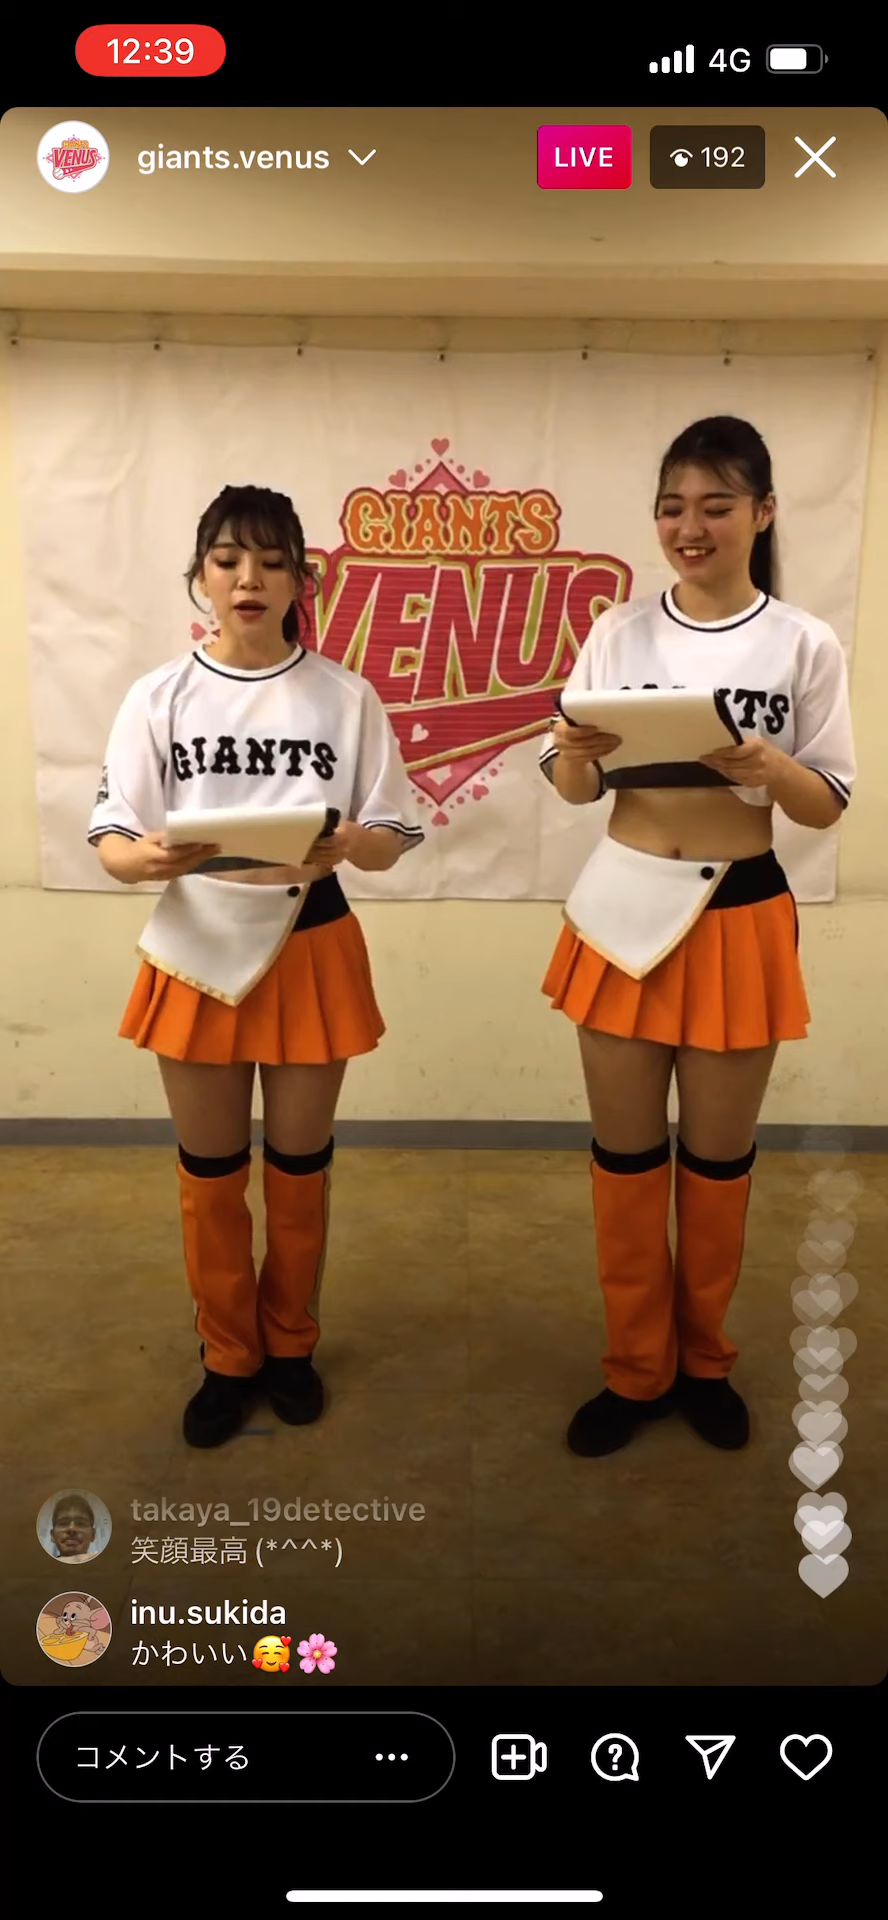 12:39
4G
giants.venus
LIVE
192
GIANTS
VENUS
GIANTS
NTS
takaya_19detective
笑顔最高 (*^^*)
inu.sukida
かわいい🥰🌸
コメントする